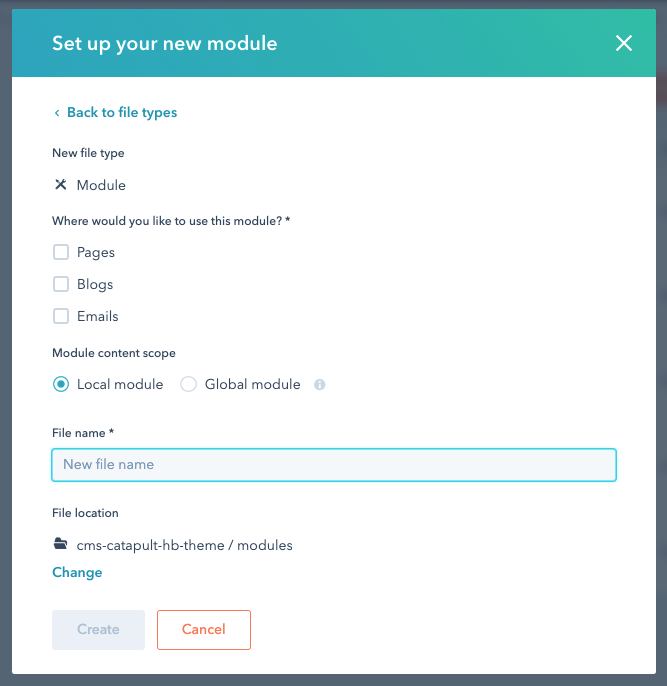 Set up your new module
Back to file types
New file type
Module
Where would you like to use this module? *
Pages
Blogs
Emails
Module content scope
Local module Global module
File name *
New file name
File location
cms-catapult-hb-theme / modules
Change
Create Cancel